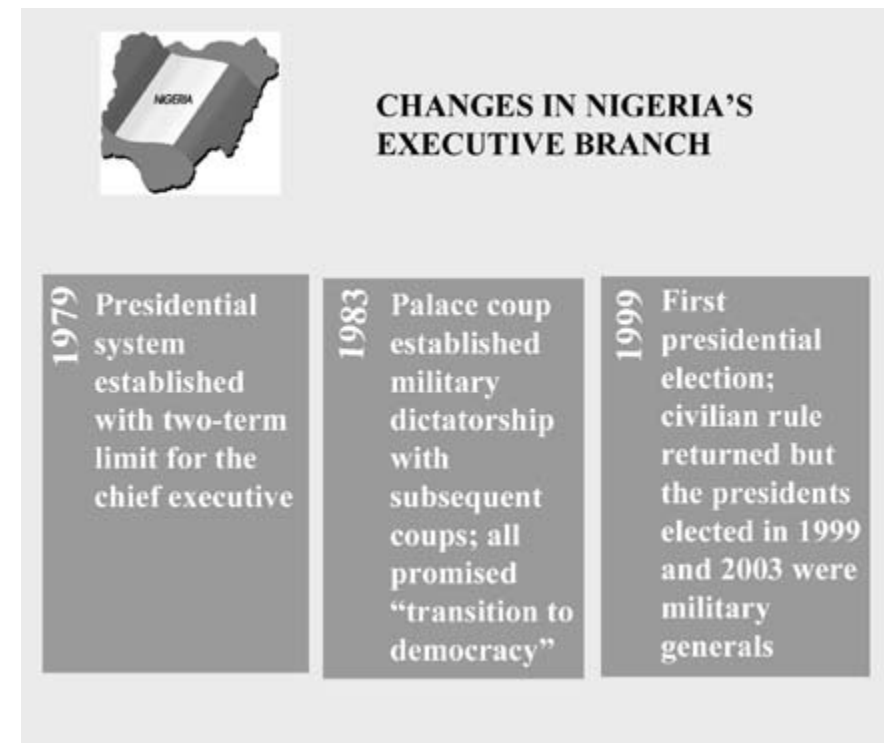 NIGERIA
CHANGES IN NIGERIA'S
EXECUTIVE BRANCH
1979
Presidential
system
established
with two-term
limit for the
chief executive
1983
Palace coup
established
military
dictatorship
with
subsequent
coups; all
promised
“transition to
democracy”
1999
First
presidential
election;
civilian rule
returned but
the presidents
elected in 1999
and 2003 were
military
generals